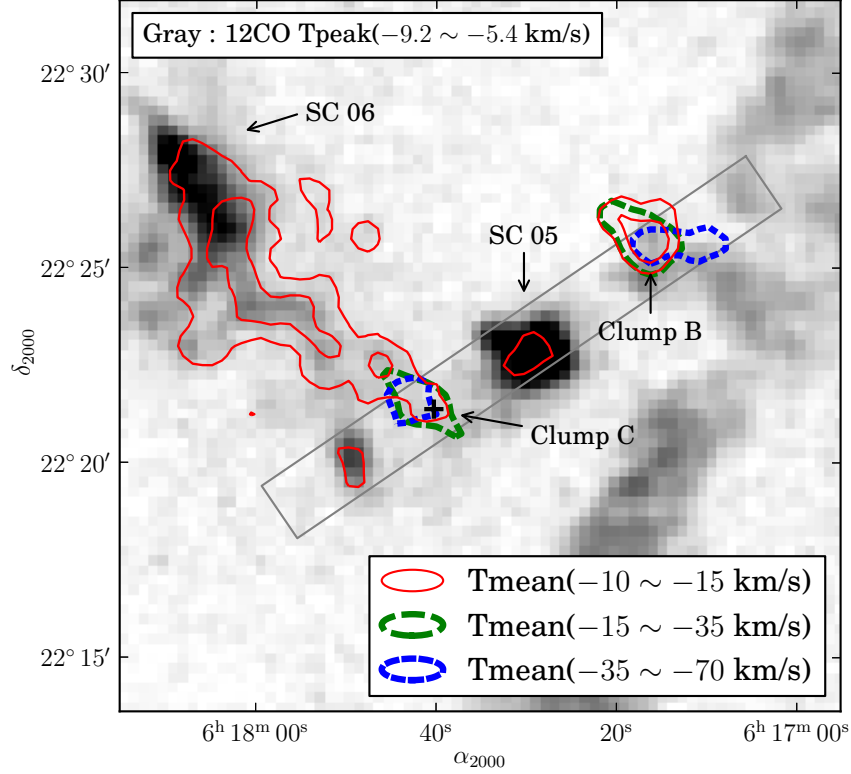 Gray : 12CO Tpeak(−9.2 ∼ −5.4 km/s)
22° 30′
SC 06
SC 05
22° 25′
Clump B
δ2000
Clump C
22° 20′
Tmean(−10 ∼ −15 km/s)
Tmean(−15 ∼ −35 km/s)
Tmean(−35 ∼ −70 km/s)
22° 15′
6h 18m 00s 40s 20s 6h 17m 00s
α2000